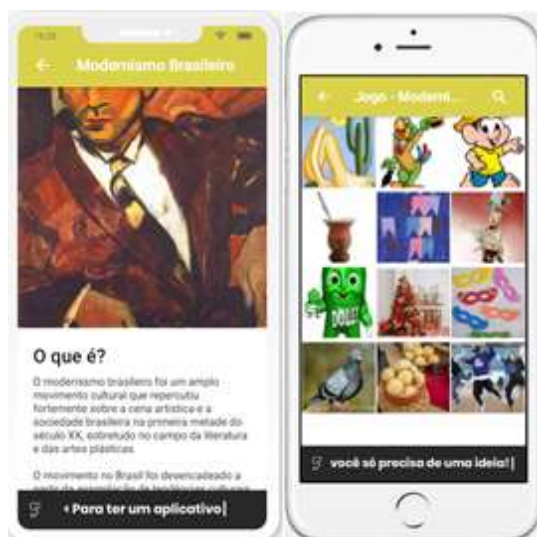 Modernismo Brasileiro
O que é?
O modernismo brasileiro foi um amplo
movimento cultural que repercutiu
fortemente sobre a cena artística e a
sociedade brasileira na primeira metade do
século XX, sobretudo no campo da literatura
e das artes plásticas.
O movimento no Brasil foi desencadeado a
‹ Para ter um aplicativo|
Jogo - Moderni...
DOLLY
você só precisa de uma ideia!|